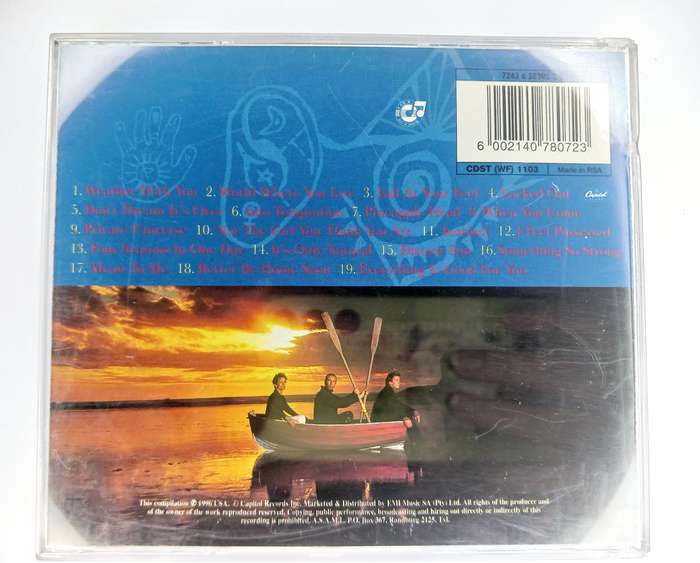 7243
6 002140 780723
CDST (WF) 1103 Made in RSA
Capitol
1. Weather With You 2. World Where You Live 3. Fall At Your Feet 4. Locked Out
5. Don't Dream It's Over 6. Into Temptation 7. Pineapple Head 8. When You Come
9. Private Universe 10. Not The Girl You Think You Are 11. Instinct 12. I Feel Possessed
13. Four Seasons In One Day 14. It's Only Natural 15. Distant Sun 16. Something So Strong
17. Mean To Me 18. Better Be Home Soon 19. Everything Is Good For You
This compilation ℗ 1996 USA. © Capitol Records Inc. Marketed & Distributed by EMI Music SA (Pty) Ltd. All rights of the producer and
of the owner of the work reproduced reserved. Copying, public performance, broadcasting and hiring out directly or indirectly of this
recording is prohibited. A.S.A.M.I. P.O. Box 367, Randburg 2125, Tvl.